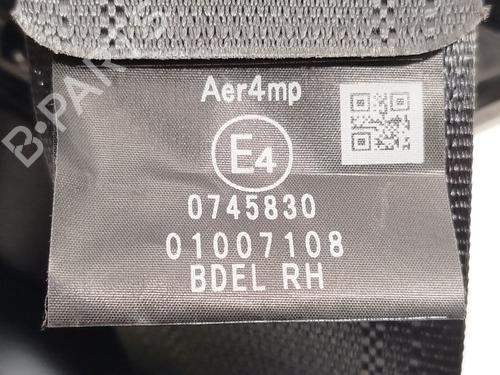 Aer4mp
E4
0745830
01007108
BDEL RH
B-PARTS